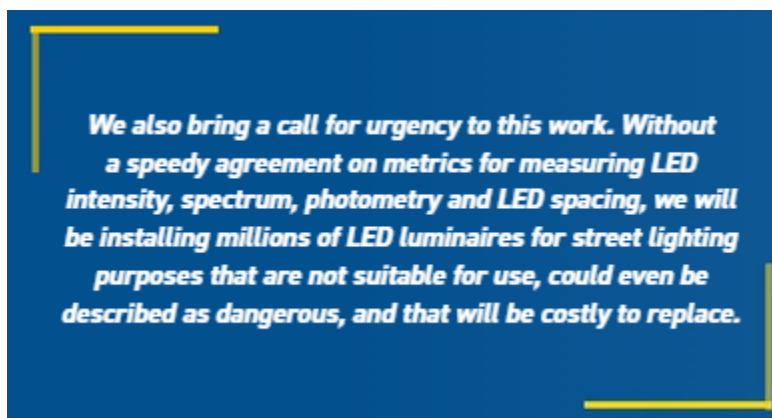 We also bring a call for urgency to this work. Without
a speedy agreement on metrics for measuring LED
intensity, spectrum, photometry and LED spacing, we will
be installing millions of LED luminaires for street lighting
purposes that are not suitable for use, could even be
described as dangerous, and that will be costly to replace.